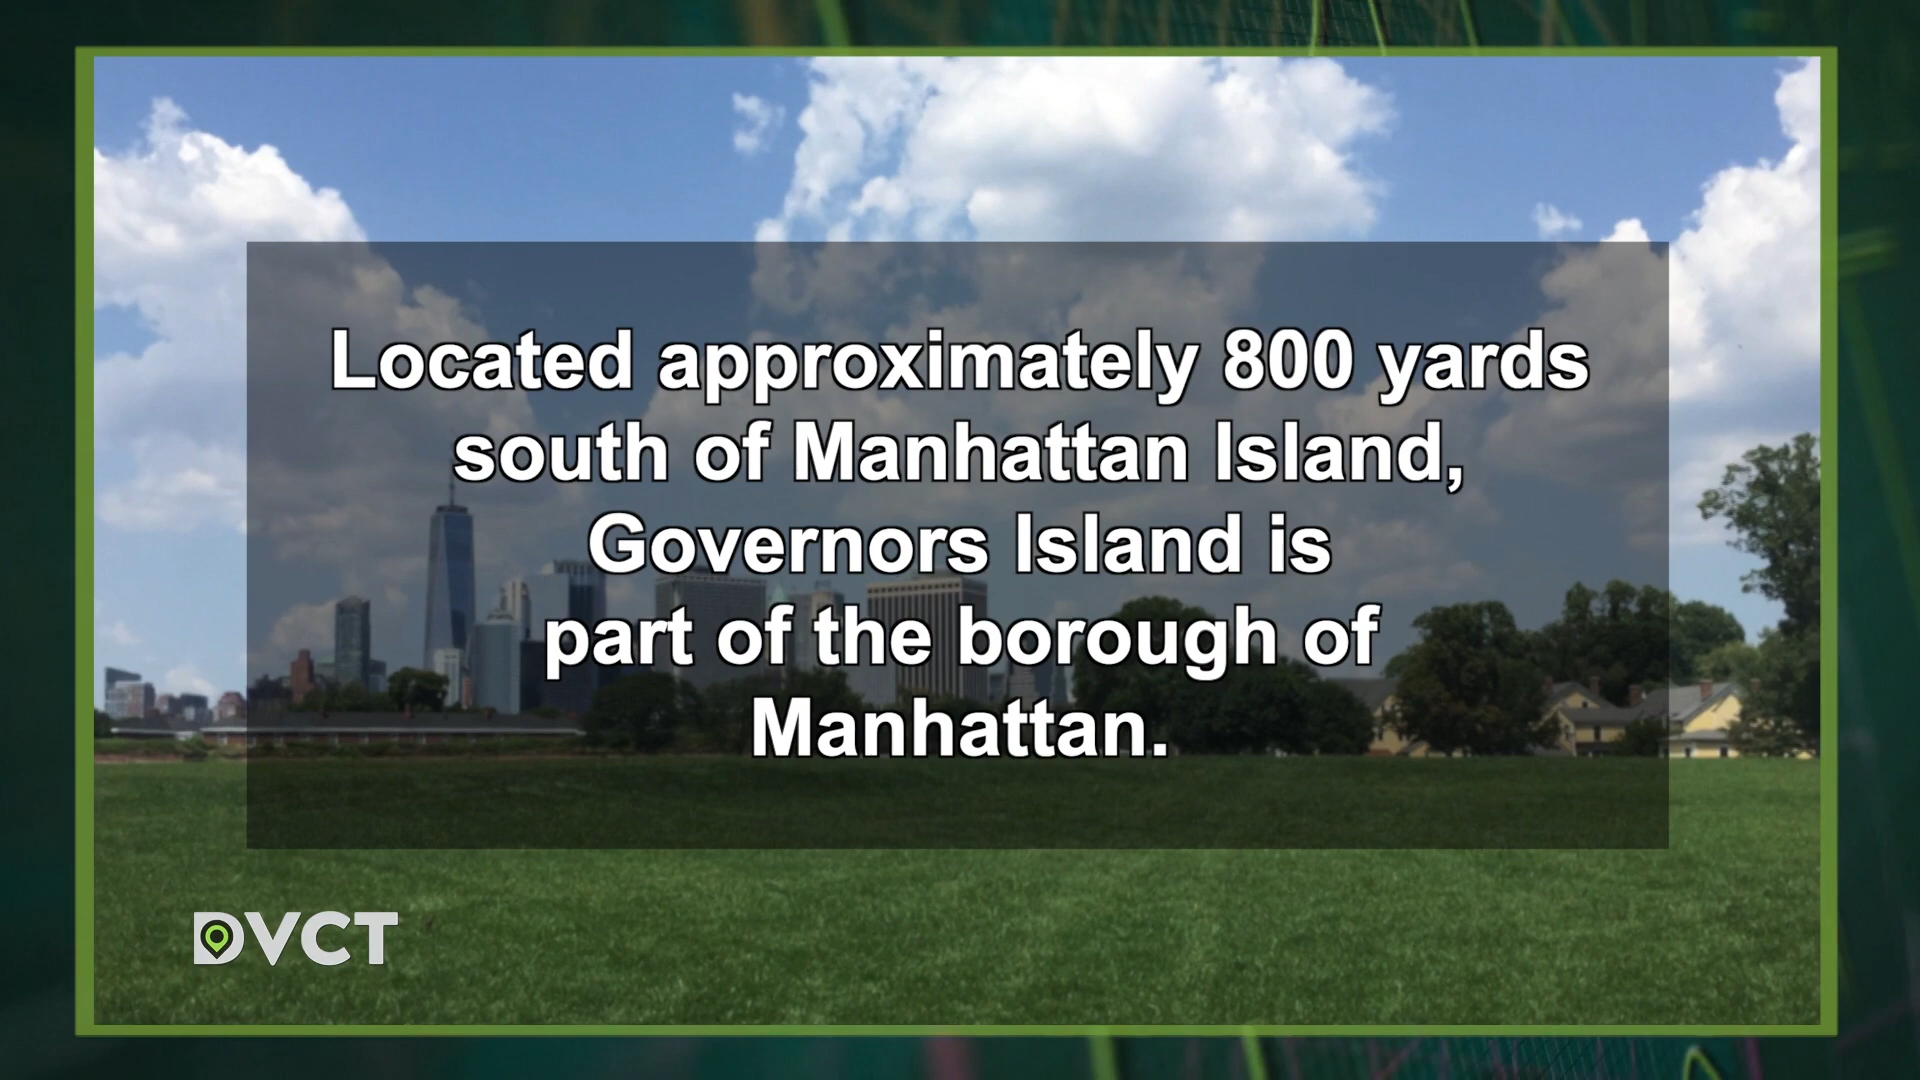 Located approximately 800 yards
south of Manhattan Island,
Governors Island is
part of the borough of
Manhattan.
DVCT